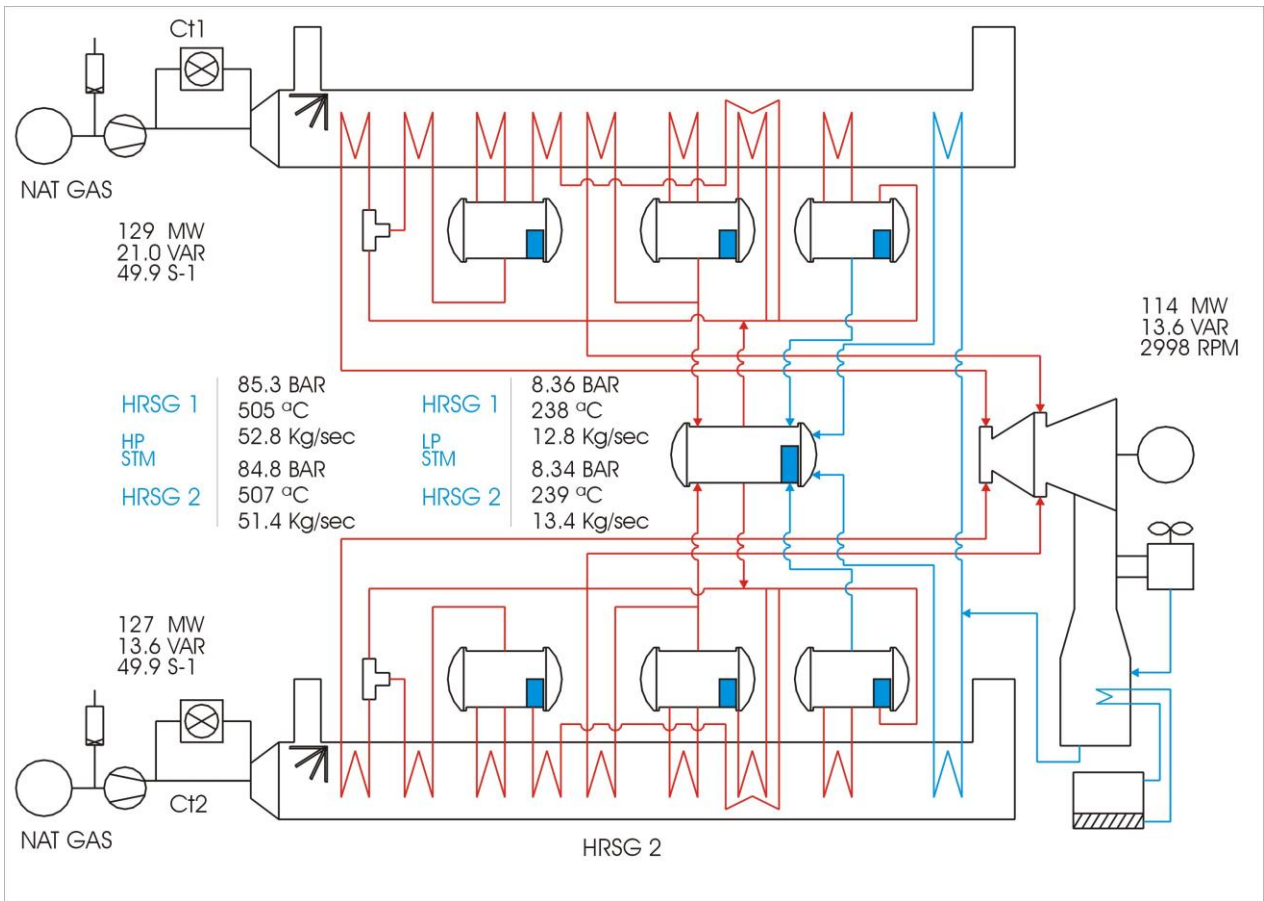 Ct1
NAT GAS
129 MW
21.0 VAR
49.9 S-1
114 MW
13.6 VAR
2998 RPM
HRSG 1
HP
STM
HRSG 2
85.3 BAR
505 ªC
52.8 Kg/sec
84.8 BAR
507 ªC
51.4 Kg/sec
HRSG 1
LP
STM
HRSG 2
8.36 BAR
238 ªC
12.8 Kg/sec
8.34 BAR
239 ªC
13.4 Kg/sec
127 MW
13.6 VAR
49.9 S-1
Ct2
NAT GAS
HRSG 2